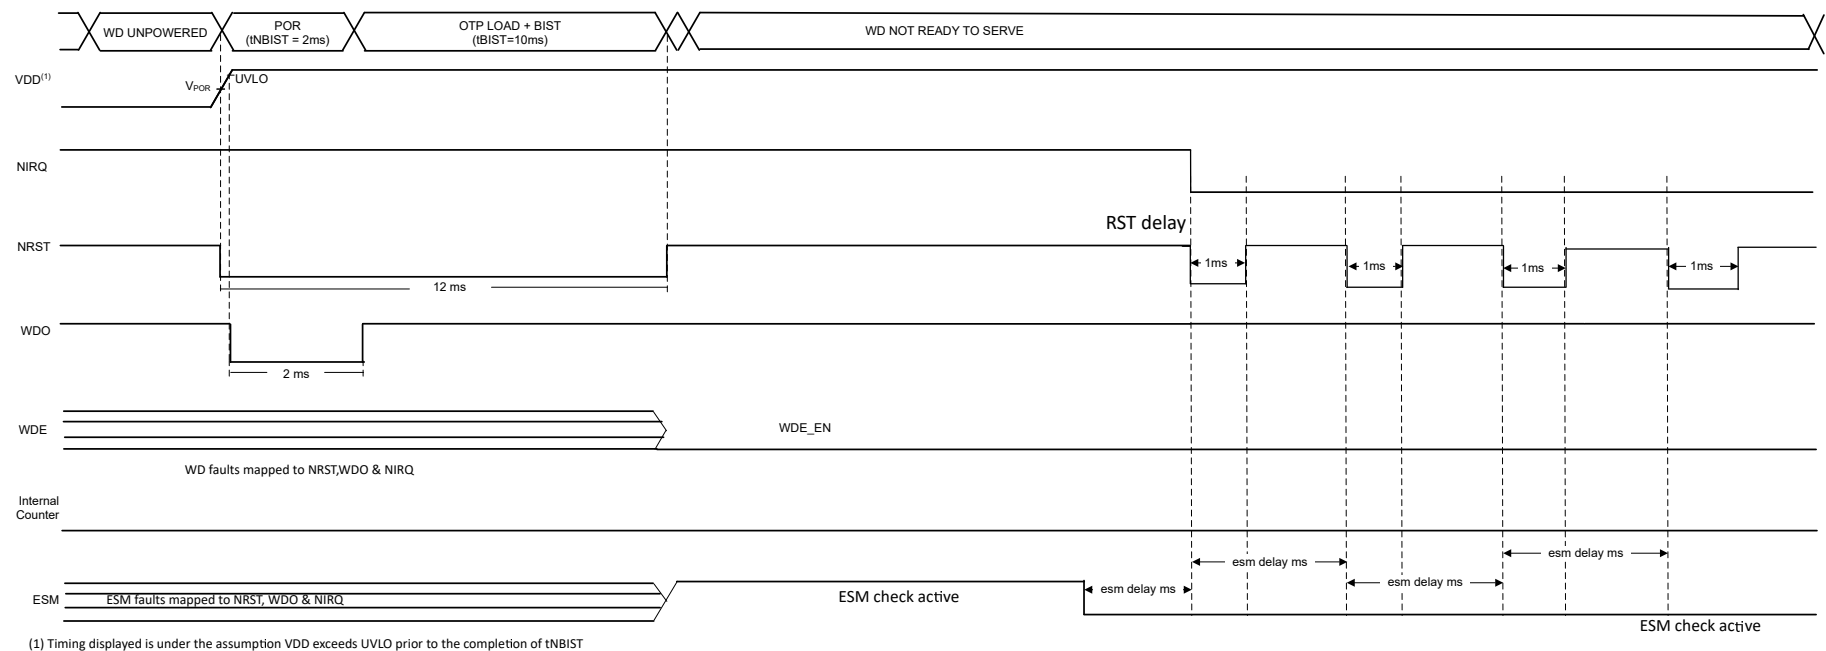 WD UNPOWERED
POR
(tNBIST = 2ms)
OTP LOAD + BIST
(tBIST=10ms)
WD NOT READY TO SERVE
VDD(1)
VPOR
UVLO
NIRQ
RST delay
NRST
1ms
1ms
1ms
1ms
12 ms
WDO
2 ms
WDE
WDE_EN
WD faults mapped to NRST,WDO & NIRQ
Internal
Counter
esm delay ms
esm delay ms
esm delay ms
esm delay ms
ESM
ESM faults mapped to NRST, WDO & NIRQ
ESM check active
ESM check active
(1) Timing displayed is under the assumption VDD exceeds UVLO prior to the completion of tNBIST